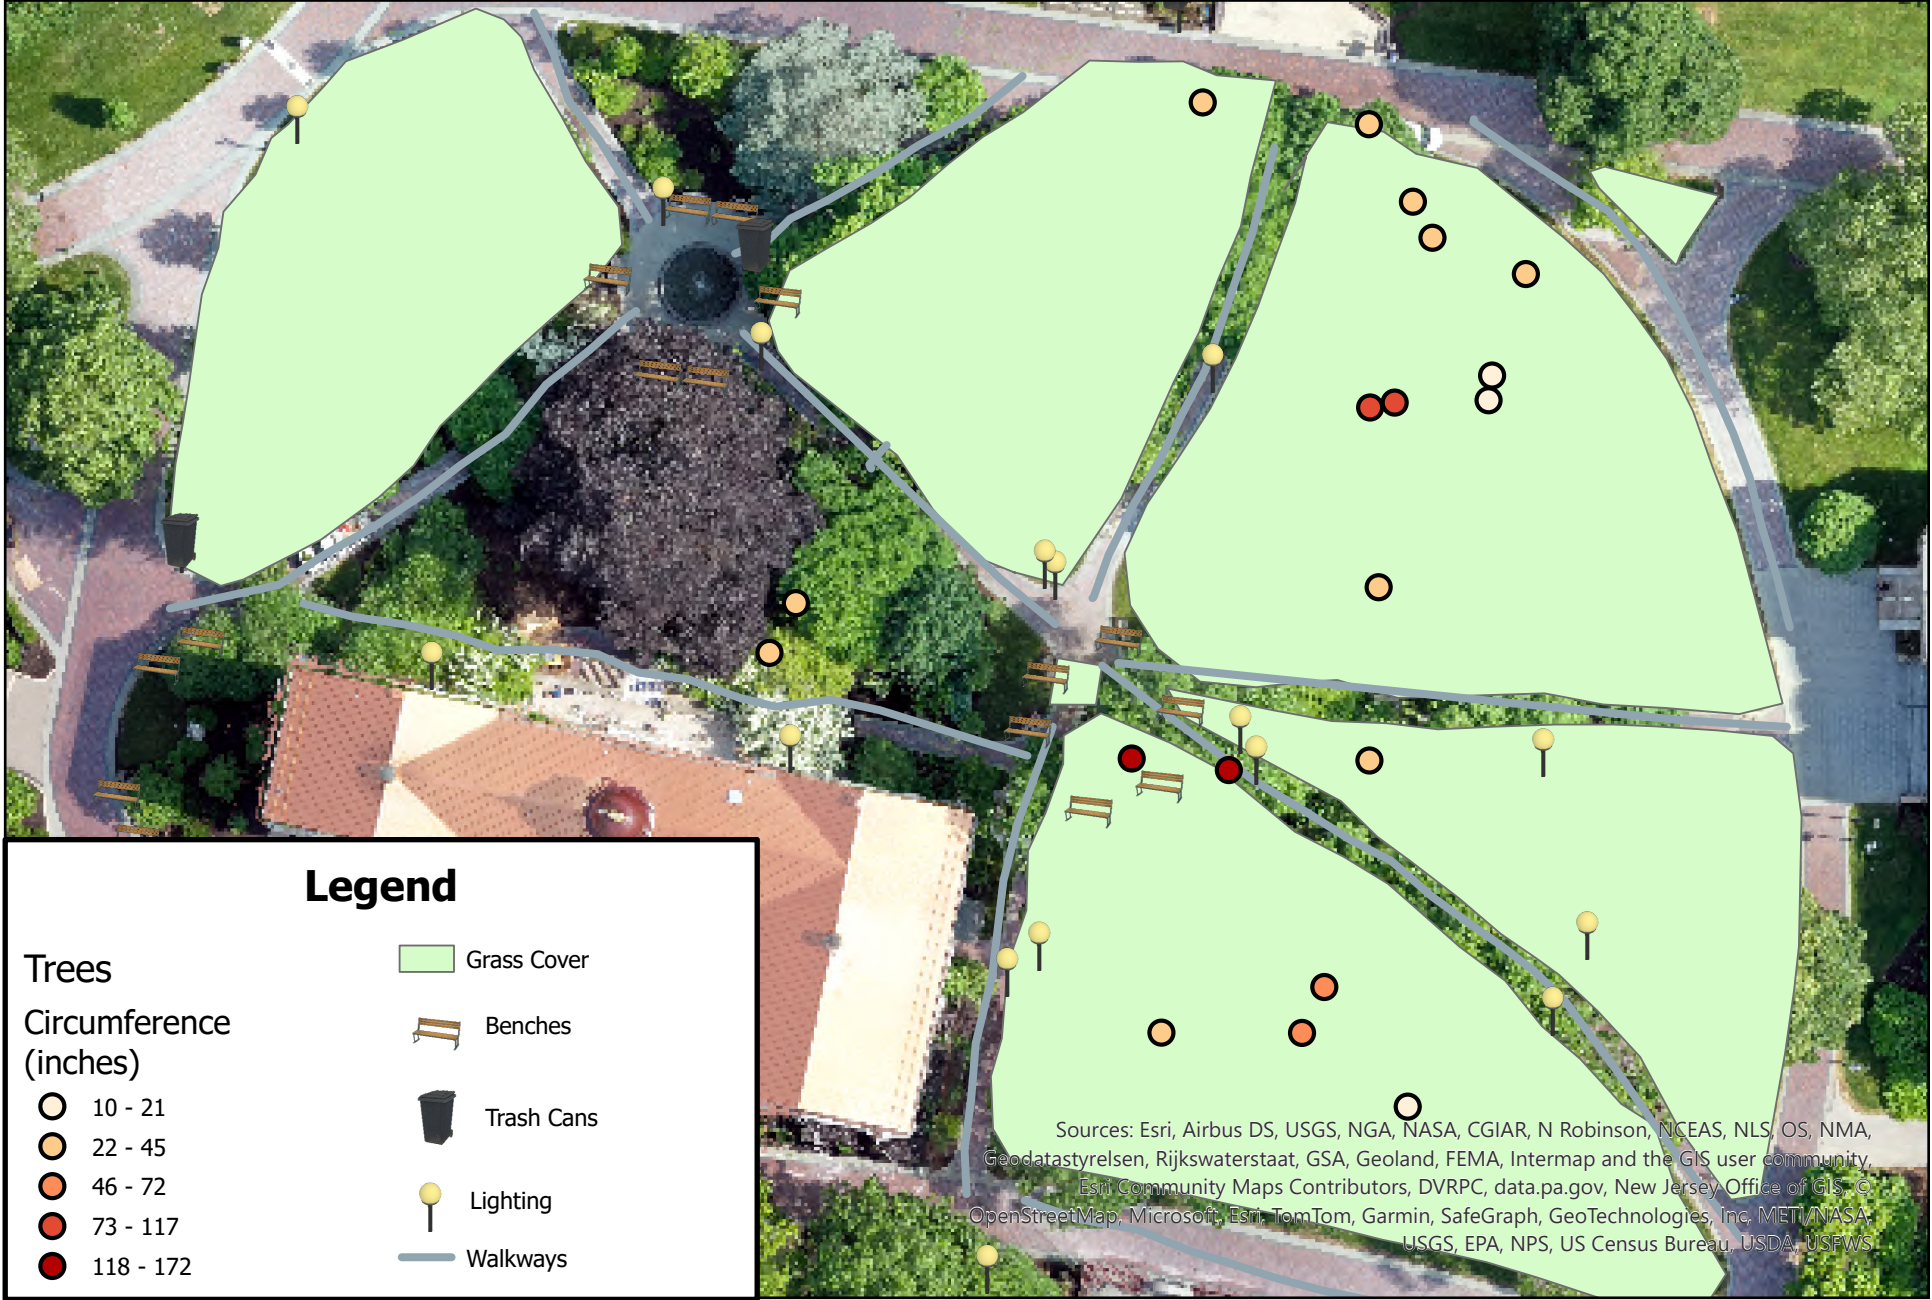 Legend
Trees
Circumference
(inches)
10 - 21
22 - 45
46 - 72
73 - 117
118 - 172
Grass Cover
Benches
Trash Cans
Lighting
Walkways
Sources: Esri, Airbus DS, USGS, NGA, NASA, CGIAR, N Robinson, NCEAS, NLS, OS, NMA,
Geodatastyrelsen, Rijkswaterstaat, GSA, Geoland, FEMA, Intermap and the GIS user community,
Esri Community Maps Contributors, DVRPC, data.pa.gov, New Jersey Office of GIS, ©
OpenStreetMap, Microsoft, Esri, TomTom, Garmin, SafeGraph, GeoTechnologies, Inc, METI/NASA,
USGS, EPA, NPS, US Census Bureau, USDA, USFWS